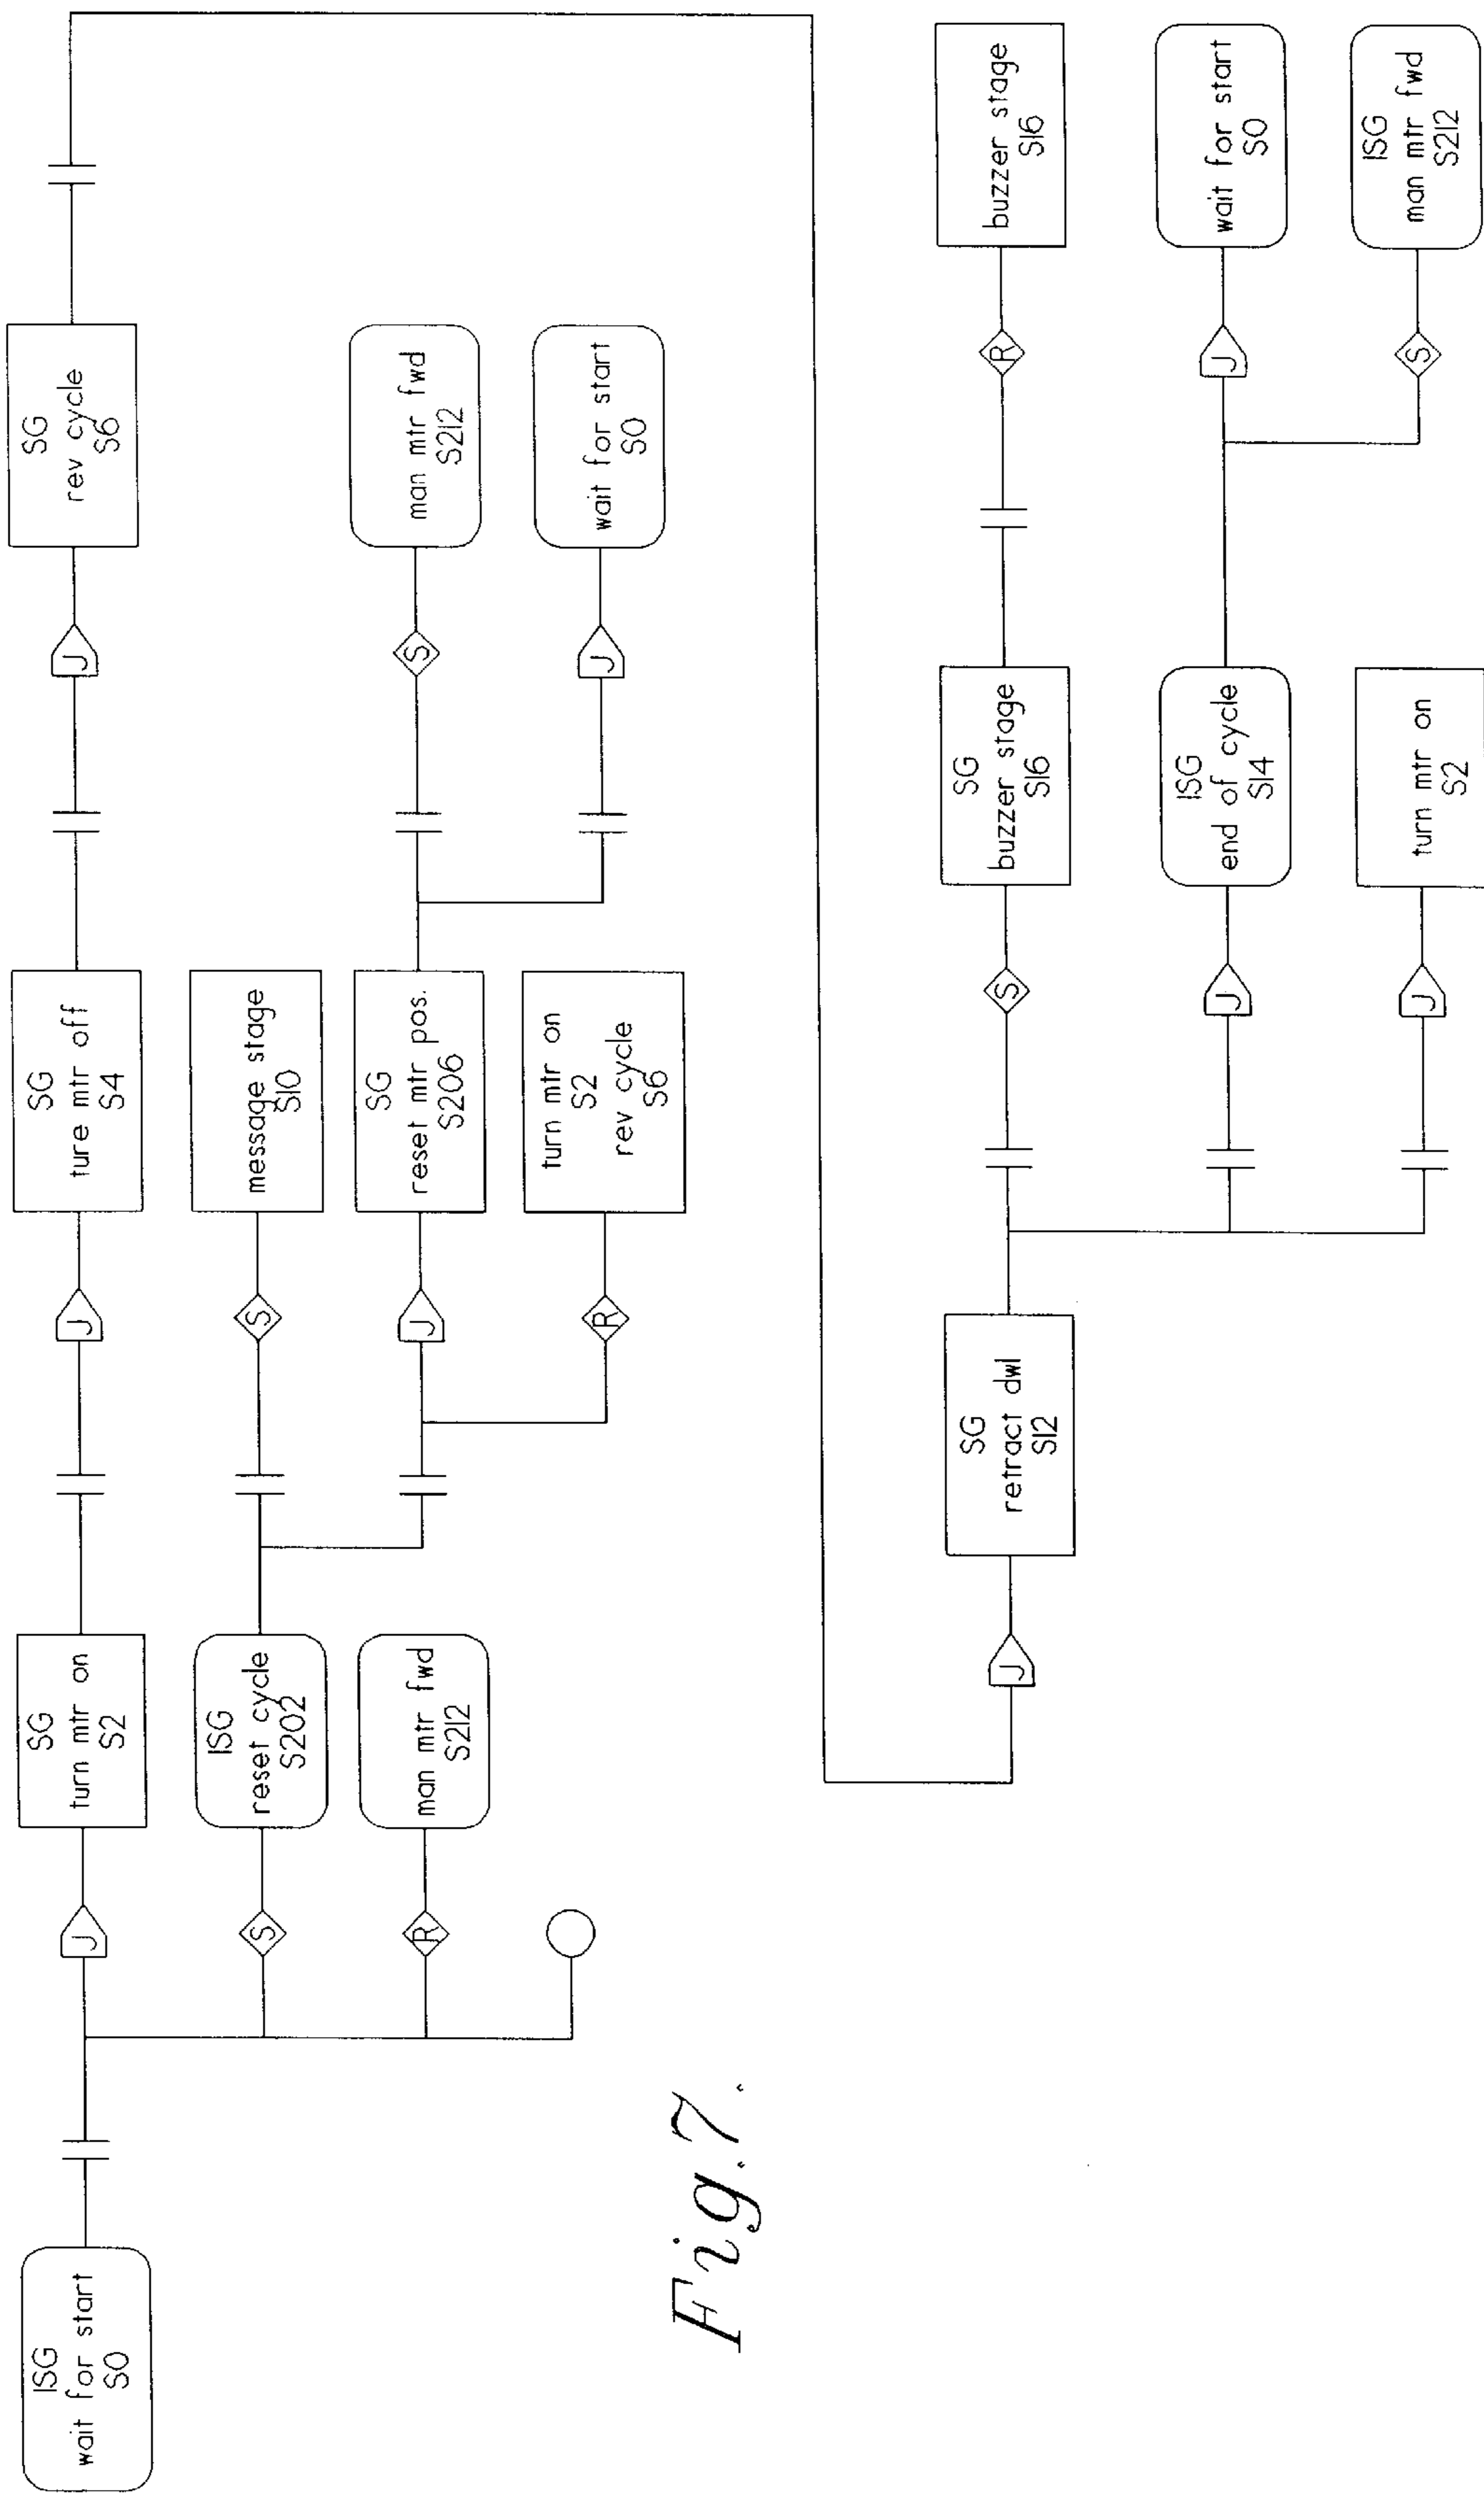 ISG
wait for start
S0
J
SG
turn mtr on
S2
J
SG
ture mtr off
S4
J
SG
rev cycle
S6
S
ISG
reset cycle
S202
S
message stage
S10
R
man mtr fwd
S212
J
SG
reset mtr pos.
S206
S
man mtr fwd
S212
R
turn mtr on
S2
rev cycle
S6
J
wait for start
S0
Fig.7.
J
SG
retract dwl
S12
S
SG
buzzer stage
S16
R
buzzer stage
S16
J
ISG
end of cycle
S14
J
wait for start
S0
J
turn mtr on
S2
S
ISG
man mtr fwd
S212